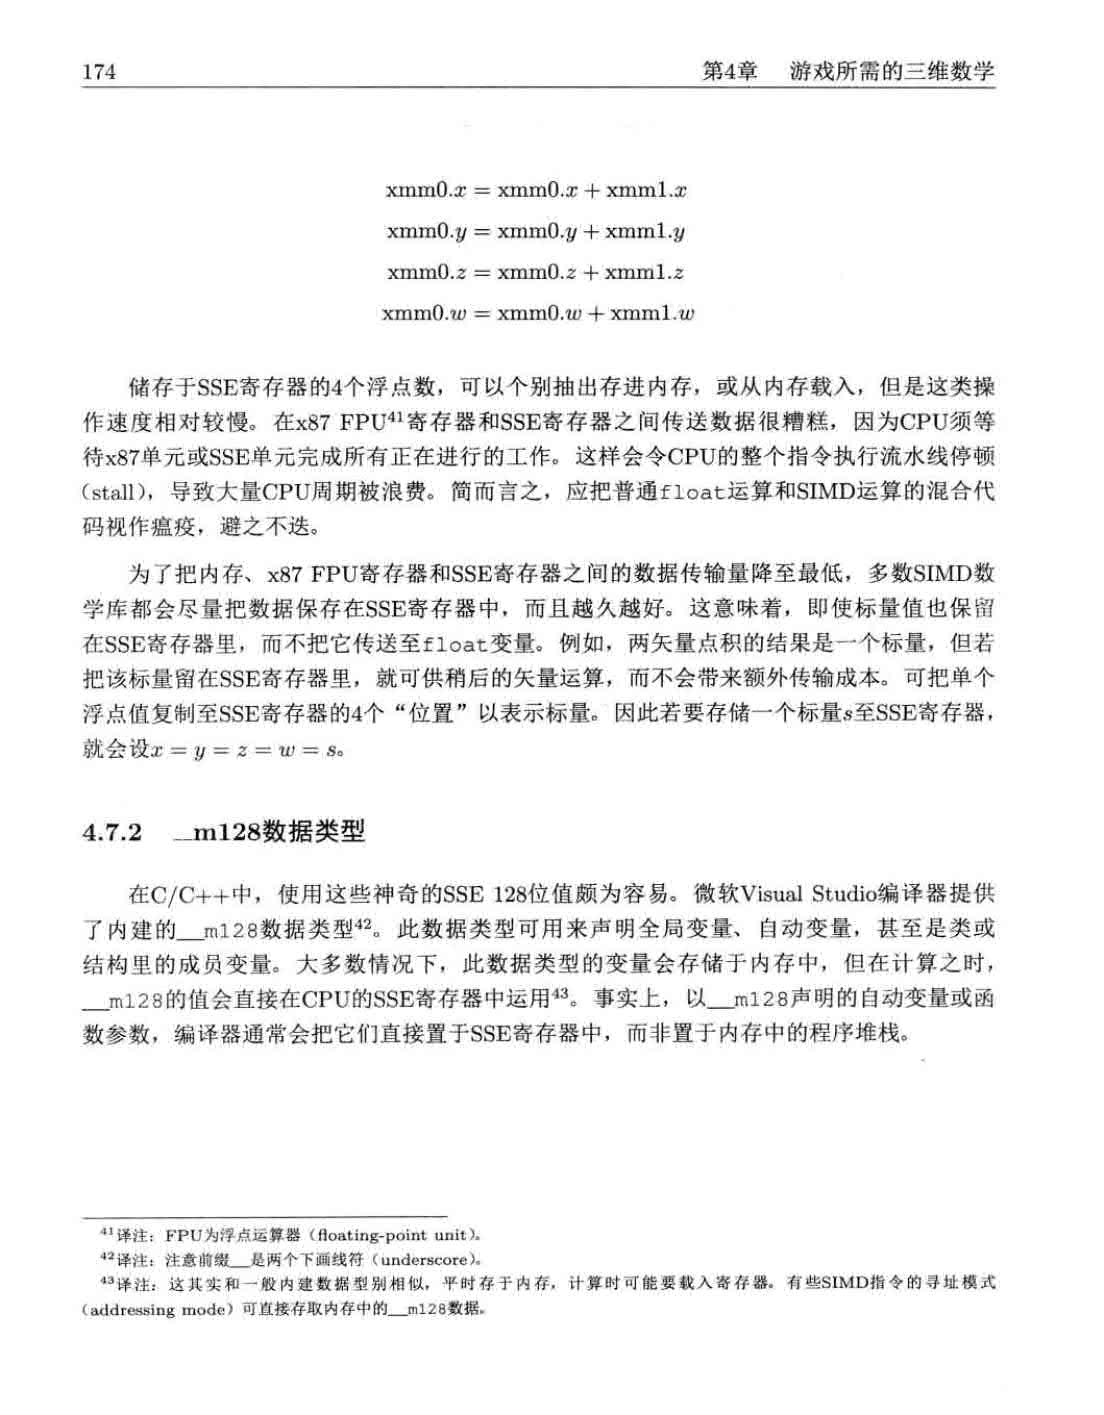 174 第4章 游戏所需的三维数学
xmm0.x = xmm0.x + xmm1.x
xmm0.y = xmm0.y + xmm1.y
xmm0.z = xmm0.z + xmm1.z
xmm0.w = xmm0.w + xmm1.w
储存于SSE寄存器的4个浮点数，可以个别抽出存进内存，或从内存载入，但是这类操
作速度相对较慢。在x87 FPU⁴¹寄存器和SSE寄存器之间传送数据很糟糕，因为CPU须等
待x87单元或SSE单元完成所有正在进行的工作。这样会令CPU的整个指令执行流水线停顿
（stall），导致大量CPU周期被浪费。简而言之，应把普通float运算和SIMD运算的混合代
码视作瘟疫，避之不迭。
为了把内存、x87 FPU寄存器和SSE寄存器之间的数据传输量降至最低，多数SIMD数
学库都会尽量把数据保存在SSE寄存器中，而且越久越好。这意味着，即使标量值也保留
在SSE寄存器里，而不把它传送至float变量。例如，两矢量点积的结果是一个标量，但若
把该标量留在SSE寄存器里，就可供稍后的矢量运算，而不会带来额外传输成本。可把单个
浮点值复制至SSE寄存器的4个“位置”以表示标量。因此若要存储一个标量s至SSE寄存器，
就会设x = y = z = w = s。
4.7.2 __m128数据类型
在C/C++中，使用这些神奇的SSE 128位值颇为容易。微软Visual Studio编译器提供
了内建的__m128数据类型⁴²。此数据类型可用来声明全局变量、自动变量，甚至是类或
结构里的成员变量。大多数情况下，此数据类型的变量会存储于内存中，但在计算之时，
__m128的值会直接在CPU的SSE寄存器中运用⁴³。事实上，以__m128声明的自动变量或函
数参数，编译器通常会把它们直接置于SSE寄存器中，而非置于内存中的程序堆栈。
⁴¹译注：FPU为浮点运算器（floating-point unit）。
⁴²译注：注意前缀__是两个下画线符（underscore）。
⁴³译注：这其实和一般内建数据型别相似，平时存于内存，计算时可能要载入寄存器。有些SIMD指令的寻址模式
（addressing mode）可直接存取内存中的__m128数据。